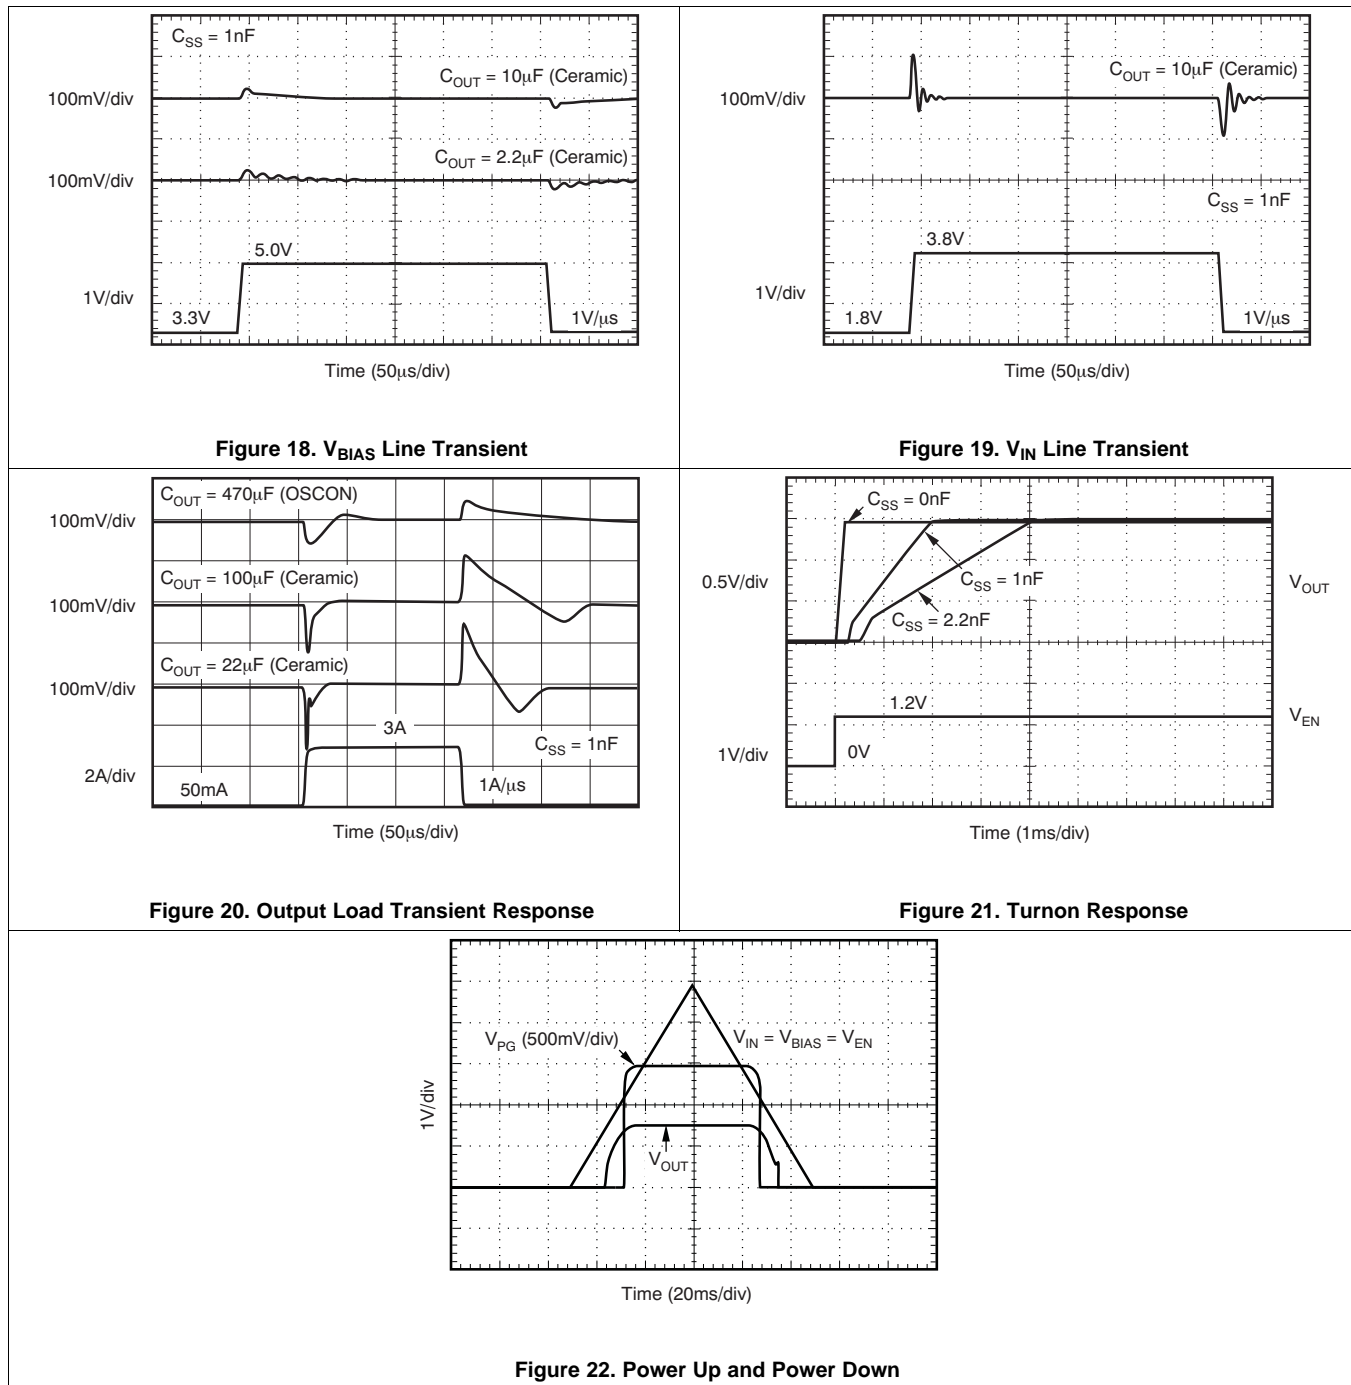 C_SS = 1nF
C_OUT = 10μF (Ceramic)
100mV/div
C_OUT = 2.2μF (Ceramic)
100mV/div
5.0V
1V/div
3.3V
1V/μs
Time (50μs/div)
Figure 18. V_BIAS Line Transient
C_OUT = 10μF (Ceramic)
100mV/div
C_SS = 1nF
3.8V
1V/div
1.8V
1V/μs
Time (50μs/div)
Figure 19. V_IN Line Transient
C_OUT = 470μF (OSCON)
100mV/div
C_OUT = 100μF (Ceramic)
100mV/div
C_OUT = 22μF (Ceramic)
100mV/div
3A
C_SS = 1nF
2A/div
50mA
1A/μs
Time (50μs/div)
Figure 20. Output Load Transient Response
C_SS = 0nF
0.5V/div
C_SS = 1nF
V_OUT
C_SS = 2.2nF
1.2V
V_EN
1V/div
0V
Time (1ms/div)
Figure 21. Turnon Response
V_PG (500mV/div)
V_IN = V_BIAS = V_EN
1V/div
V_OUT
Time (20ms/div)
Figure 22. Power Up and Power Down